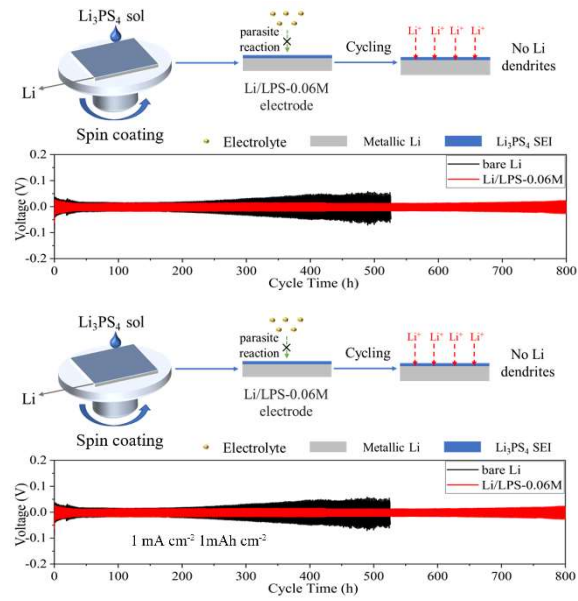 Li₃PS₄ sol
Li
Spin coating
parasite
reaction
Li/LPS-0.06M
electrode
Cycling
Li⁺ Li⁺ Li⁺ Li⁺
No Li
dendrites
Electrolyte
Metallic Li
Li₃PS₄ SEI
bare Li
Li/LPS-0.06M
Voltage (V)
0.2
0.1
0.0
-0.1
-0.2
0 100 200 300 400 500 600 700 800
Cycle Time (h)
Li₃PS₄ sol
Li
Spin coating
parasite
reaction
Li/LPS-0.06M
electrode
Cycling
Li⁺ Li⁺ Li⁺ Li⁺
No Li
dendrites
Electrolyte
Metallic Li
Li₃PS₄ SEI
bare Li
Li/LPS-0.06M
Voltage (V)
0.2
0.1
0.0
-0.1
-0.2
1 mA cm⁻² 1mAh cm⁻²
0 100 200 300 400 500 600 700 800
Cycle Time (h)